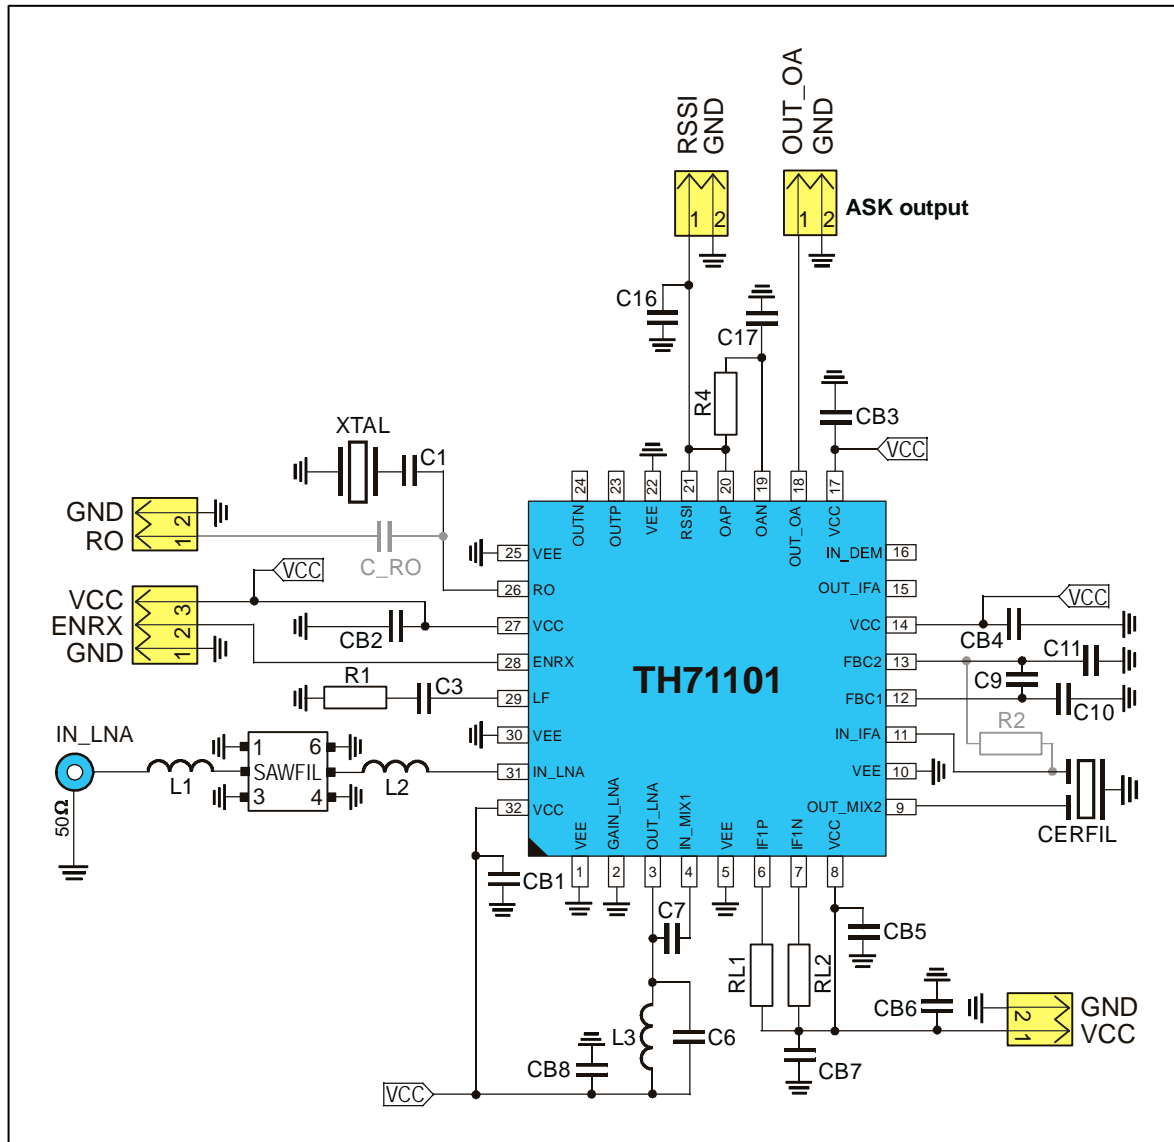 RSSI
GND
OUT_OA
GND
1
2
1
2
ASK output
C16
C17
R4
CB3
VCC
XTAL
C1
GND
RO
2
1
C_RO
VCC
VCC
ENRX
GND
3
2
1
CB2
R1
C3
IN_LNA
50Ω
L1
SAWFIL
1
6
3
4
L2
24
23
22
21
20
19
18
17
OUTN
OUTP
VEE
RSSI
OAP
OAN
OUT_OA
VCC
25
VEE
26
RO
27
VCC
28
ENRX
29
LF
30
VEE
31
IN_LNA
32
VCC
TH71101
IN_DEM
16
OUT_IFA
15
VCC
14
FBC2
13
FBC1
12
IN_IFA
11
VEE
10
OUT_MIX2
9
VEE
GAIN_LNA
OUT_LNA
IN_MIX1
VEE
IF1P
IF1N
VCC
1
2
3
4
5
6
7
8
VCC
CB4
C11
C9
C10
R2
CERFIL
CB1
C7
CB5
RL1
RL2
CB6
GND
VCC
2
1
L3
C6
CB8
CB7
VCC